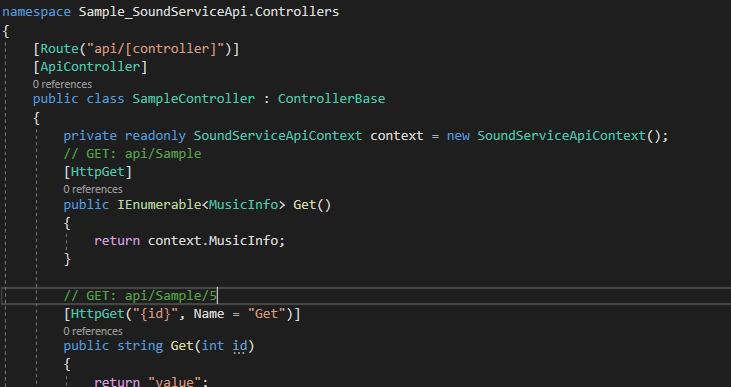 namespace Sample_SoundServiceApi.Controllers
{
[Route("api/[controller]")]
[ApiController]
0 references
public class SampleController : ControllerBase
{
private readonly SoundServiceApiContext context = new SoundServiceApiContext();
// GET: api/Sample
[HttpGet]
0 references
public IEnumerable<MusicInfo> Get()
{
return context.MusicInfo;
}
// GET: api/Sample/5
[HttpGet("{id}", Name = "Get")]
0 references
public string Get(int id)
{
return "value";